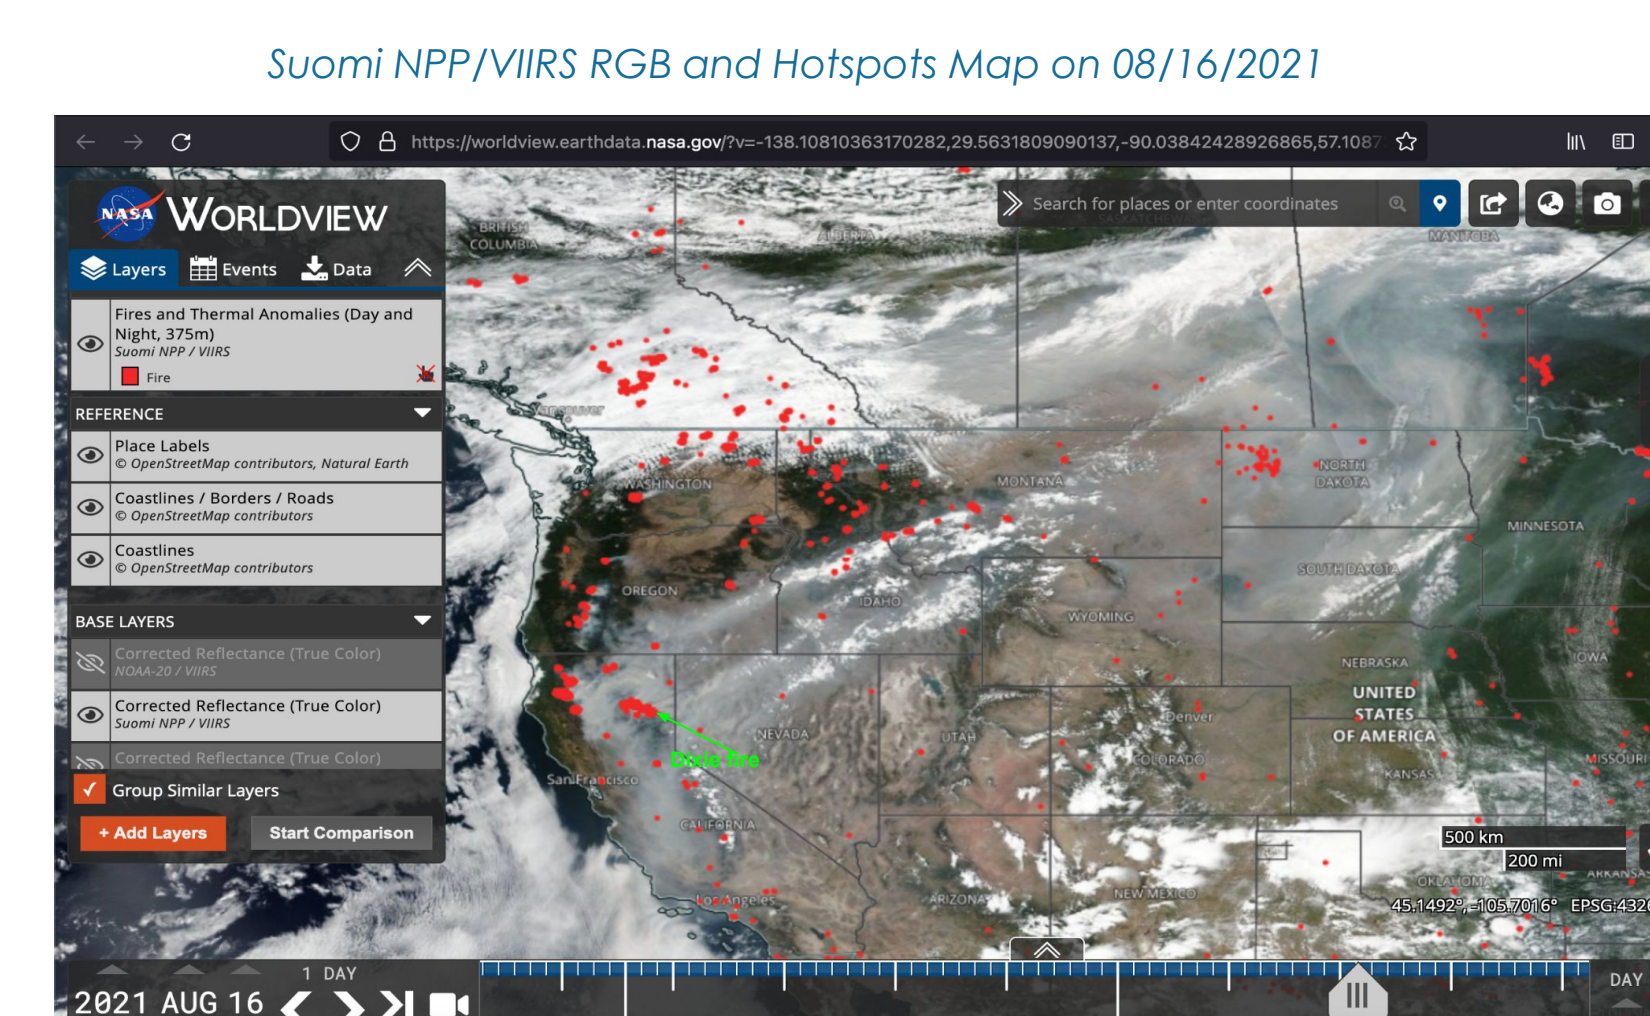 Suomi NPP/VIIRS RGB and Hotspots Map on 08/16/2021
https://worldview.earthdata.nasa.gov/?v=-138.10810363170282,29.5631809090137,-90.03842428926865,57.1087
NASA WORLDVIEW
Search for places or enter coordinates
Layers Events Data
Fires and Thermal Anomalies (Day and
Night, 375m)
Suomi NPP / VIIRS
Fire
REFERENCE
Place Labels
© OpenStreetMap contributors, Natural Earth
Coastlines / Borders / Roads
© OpenStreetMap contributors
Coastlines
© OpenStreetMap contributors
BASE LAYERS
Corrected Reflectance (True Color)
NOAA-20 / VIIRS
Corrected Reflectance (True Color)
Suomi NPP / VIIRS
Corrected Reflectance (True Color)
Group Similar Layers
+ Add Layers Start Comparison
BRITISH
COLUMBIA
ALBERTA
SASKATCHEWAN
MANITOBA
Vancouver
WASHINGTON
MONTANA
NORTH
DAKOTA
MINNESOTA
OREGON
IDAHO
SOUTH DAKOTA
WYOMING
NEBRASKA
IOWA
UNITED
STATES
OF AMERICA
Denver
NEVADA
UTAH
COLORADO
KANSAS
MISSOURI
Dixie fire
San Francisco
CALIFORNIA
Los Angeles
ARIZONA
NEW MEXICO
OKLAHOMA
ARKANSA
500 km
200 mi
45.1492°, -105.7016° EPSG:4326
1 DAY
2021 AUG 16
DAY